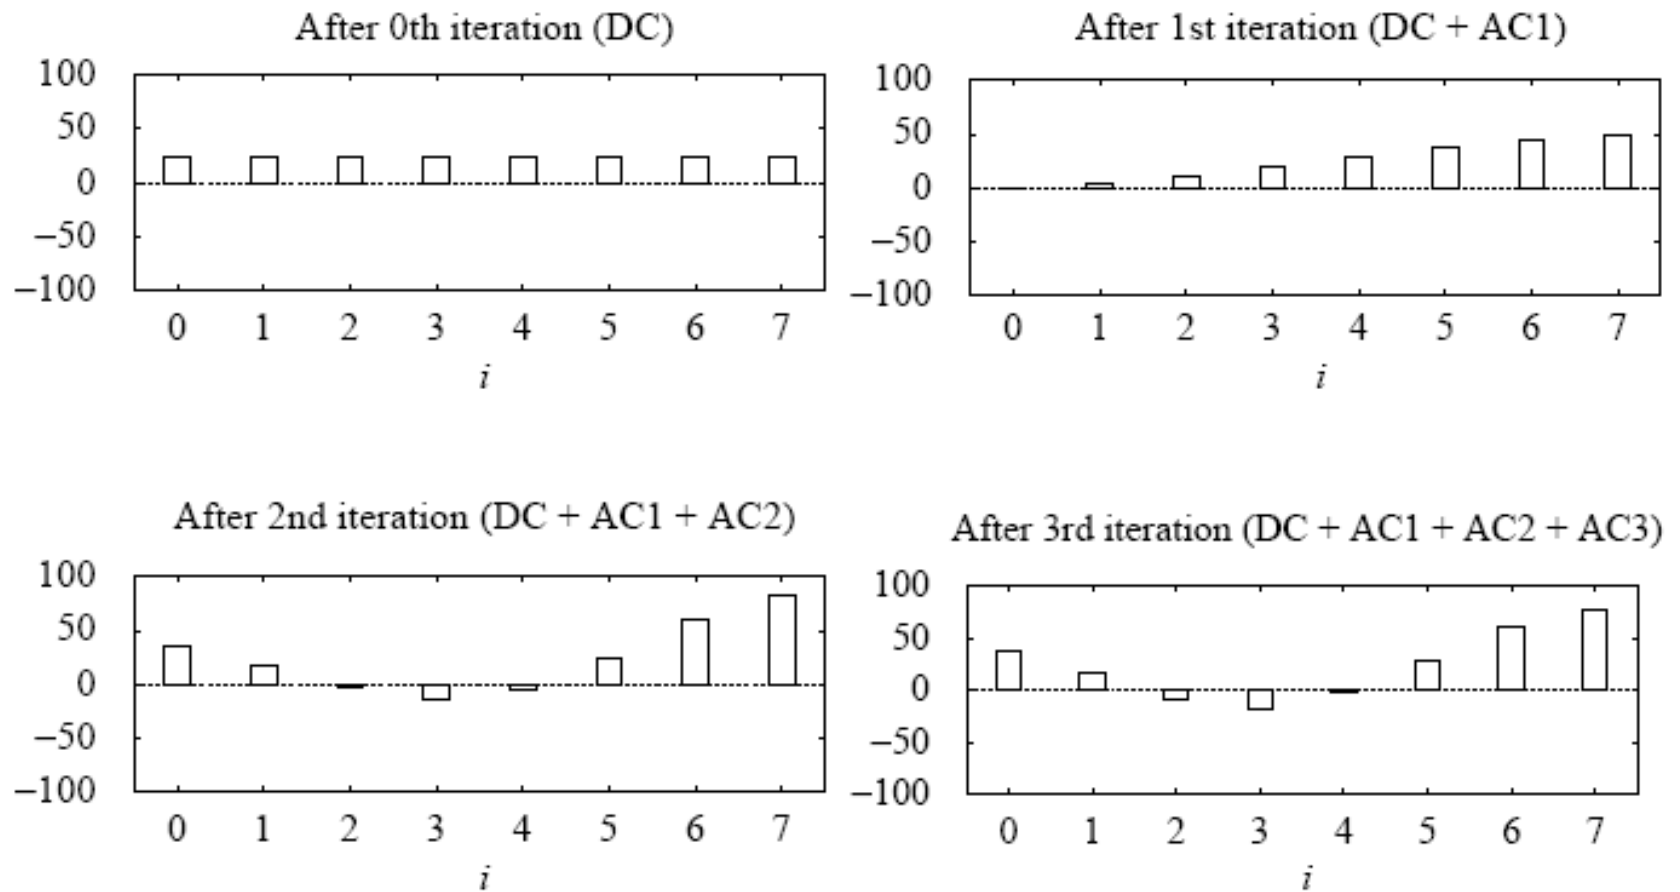 After 0th iteration (DC)
100
50
0
–50
–100
0 1 2 3 4 5 6 7
i
After 1st iteration (DC + AC1)
100
50
0
–50
–100
0 1 2 3 4 5 6 7
i
After 2nd iteration (DC + AC1 + AC2)
100
50
0
–50
–100
0 1 2 3 4 5 6 7
i
After 3rd iteration (DC + AC1 + AC2 + AC3)
100
50
0
–50
–100
0 1 2 3 4 5 6 7
i